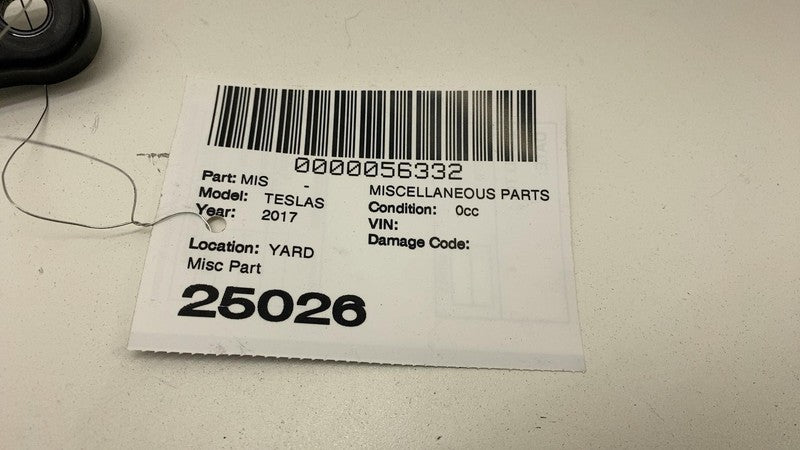 0000056332
Part: MIS - MISCELLANEOUS PARTS
Model: TESLAS Condition: 0cc
Year: 2017 VIN:
Location: YARD Damage Code:
Misc Part
25026